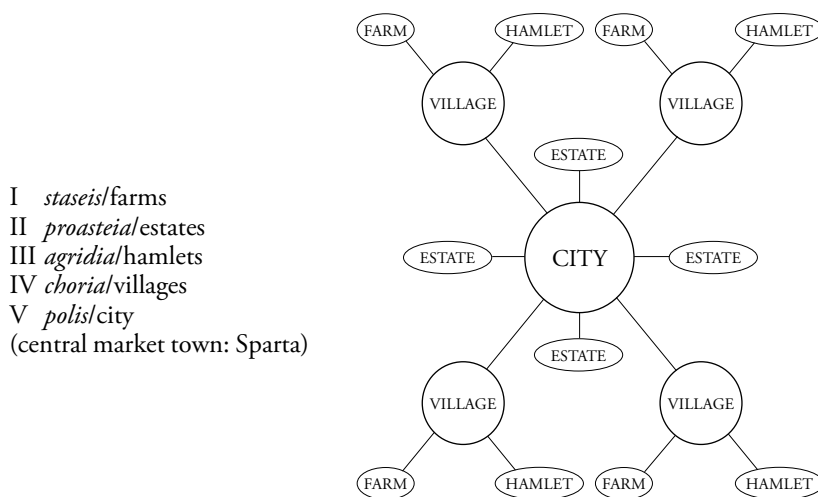 I staseis/farms
II proasteia/estates
III agridia/hamlets
IV choria/villages
V polis/city
(central market town: Sparta)
FARM HAMLET FARM HAMLET
VILLAGE VILLAGE
ESTATE
ESTATE CITY ESTATE
ESTATE
VILLAGE VILLAGE
FARM HAMLET FARM HAMLET